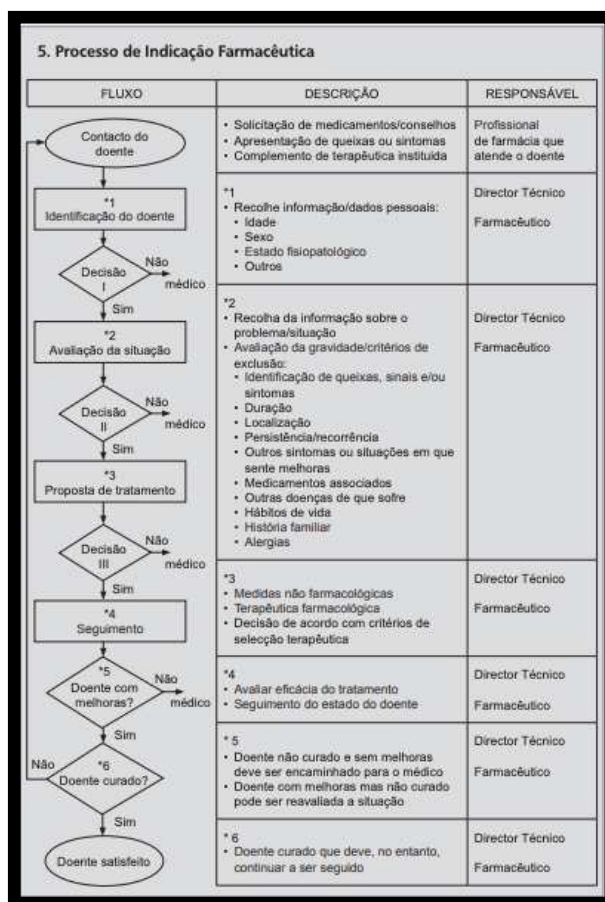 5. Processo de Indicação Farmacêutica
FLUXO
DESCRIÇÃO
RESPONSÁVEL
Contacto do
doente
• Solicitação de medicamentos/conselhos
• Apresentação de queixas ou sintomas
• Complemento de terapêutica instituída
Profissional
de farmácia que
atende o doente
*1
Identificação do doente
Decisão
I
Não
médico
Sim
*1
• Recolhe informação/dados pessoais:
• Idade
• Sexo
• Estado fisiopatológico
• Outros
Director Técnico
Farmacêutico
*2
Avaliação da situação
Decisão
II
Não
médico
Sim
*3
Proposta de tratamento
Decisão
III
Não
médico
Sim
*2
• Recolha da informação sobre o
problema/situação
• Avaliação da gravidade/critérios de
exclusão:
• Identificação de queixas, sinais e/ou
sintomas
• Duração
• Localização
• Persistência/recorrência
• Outros sintomas ou situações em que
sente melhoras
• Medicamentos associados
• Outras doenças de que sofre
• Hábitos de vida
• História familiar
• Alergias
Director Técnico
Farmacêutico
*4
Seguimento
*3
• Medidas não farmacológicas
• Terapêutica farmacológica
• Decisão de acordo com critérios de
selecção terapêutica
Director Técnico
Farmacêutico
*5
Doente com
melhoras?
Não
médico
Sim
*4
• Avaliar eficácia do tratamento
• Seguimento do estado do doente
Director Técnico
Farmacêutico
*6
Doente curado?
Não
Sim
* 5
• Doente não curado e sem melhoras
deve ser encaminhado para o médico
• Doente com melhoras mas não curado
pode ser reavaliada a situação
Director Técnico
Farmacêutico
Doente satisfeito
* 6
• Doente curado que deve, no entanto,
continuar a ser seguido
Director Técnico
Farmacêutico